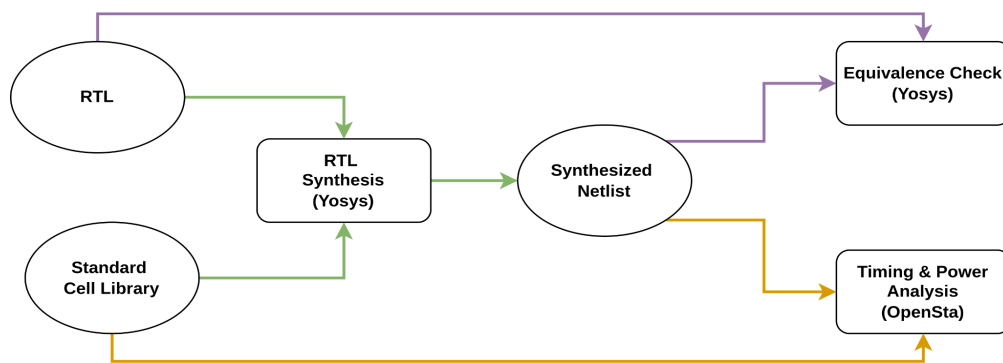 RTL
Equivalence Check
(Yosys)
RTL
Synthesis
(Yosys)
Synthesized
Netlist
Standard
Cell Library
Timing & Power
Analysis
(OpenSta)